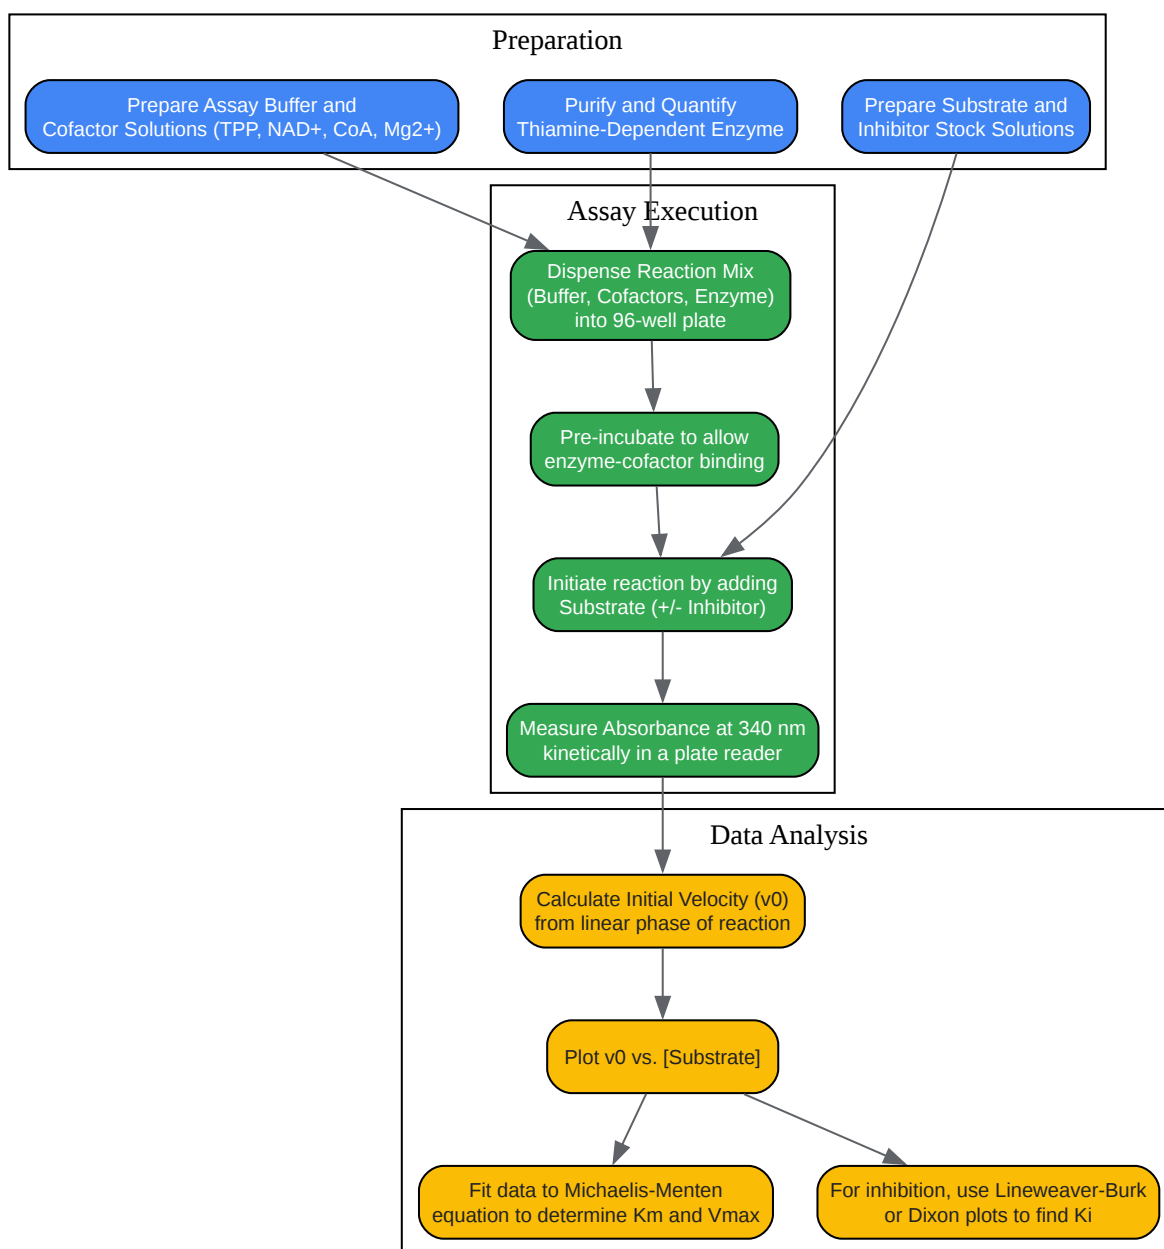 Preparation
Prepare Assay Buffer and
Cofactor Solutions (TPP, NAD+, CoA, Mg2+)
Purify and Quantify
Thiamine-Dependent Enzyme
Prepare Substrate and
Inhibitor Stock Solutions
Assay Execution
Dispense Reaction Mix
(Buffer, Cofactors, Enzyme)
into 96-well plate
Pre-incubate to allow
enzyme-cofactor binding
Initiate reaction by adding
Substrate (+/- Inhibitor)
Measure Absorbance at 340 nm
kinetically in a plate reader
Data Analysis
Calculate Initial Velocity (v0)
from linear phase of reaction
Plot v0 vs. [Substrate]
Fit data to Michaelis-Menten
equation to determine Km and Vmax
For inhibition, use Lineweaver-Burk
or Dixon plots to find Ki